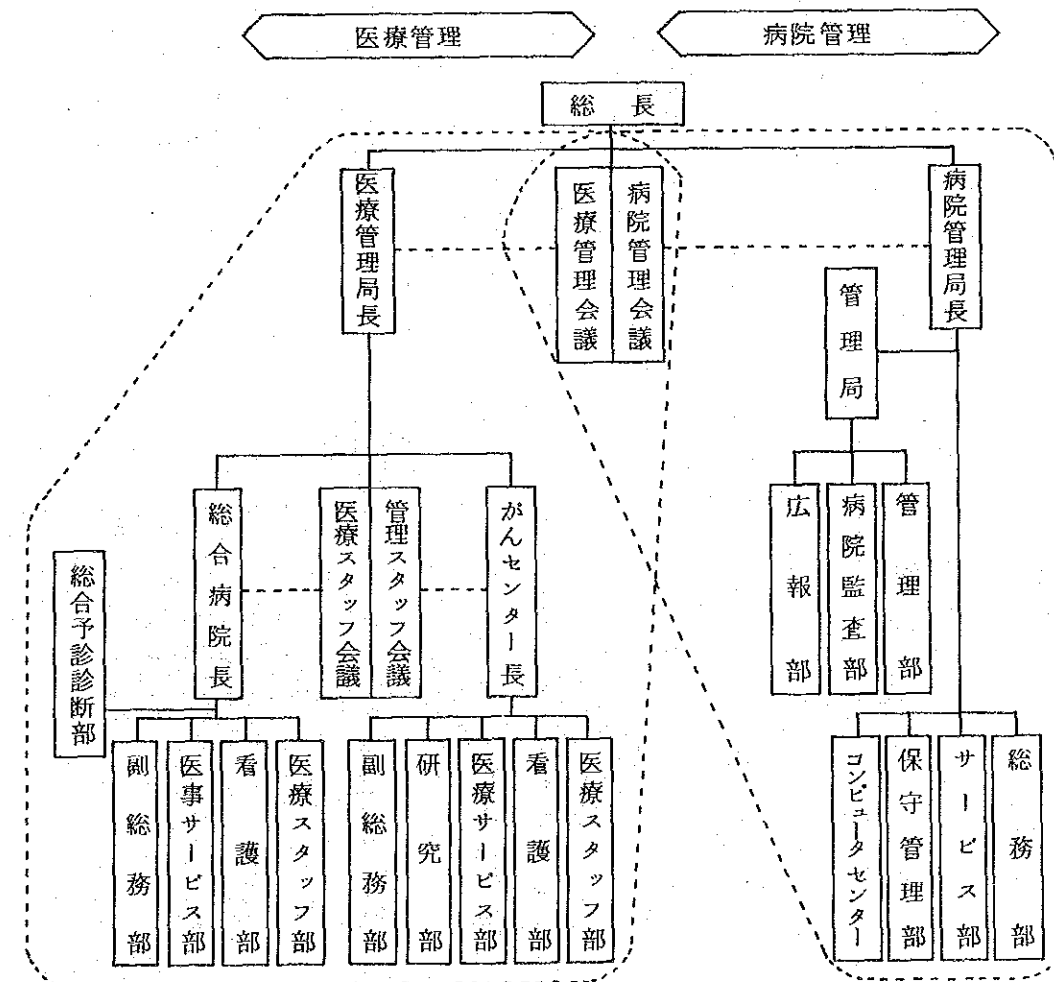 医療管理
病院管理
総長
医療管理局長
医療管理会議
病院管理会議
病院管理局長
管理局
総合病院長
医療スタッフ会議
管理スタッフ会議
がんセンター長
広報部
病院監査部
管理部
総合予診診断部
副総務部
医事サービス部
看護部
医療スタッフ部
副総務部
研究部
医療サービス部
看護部
医療スタッフ部
コンピュータセンター
保守管理部
サービス部
総務部